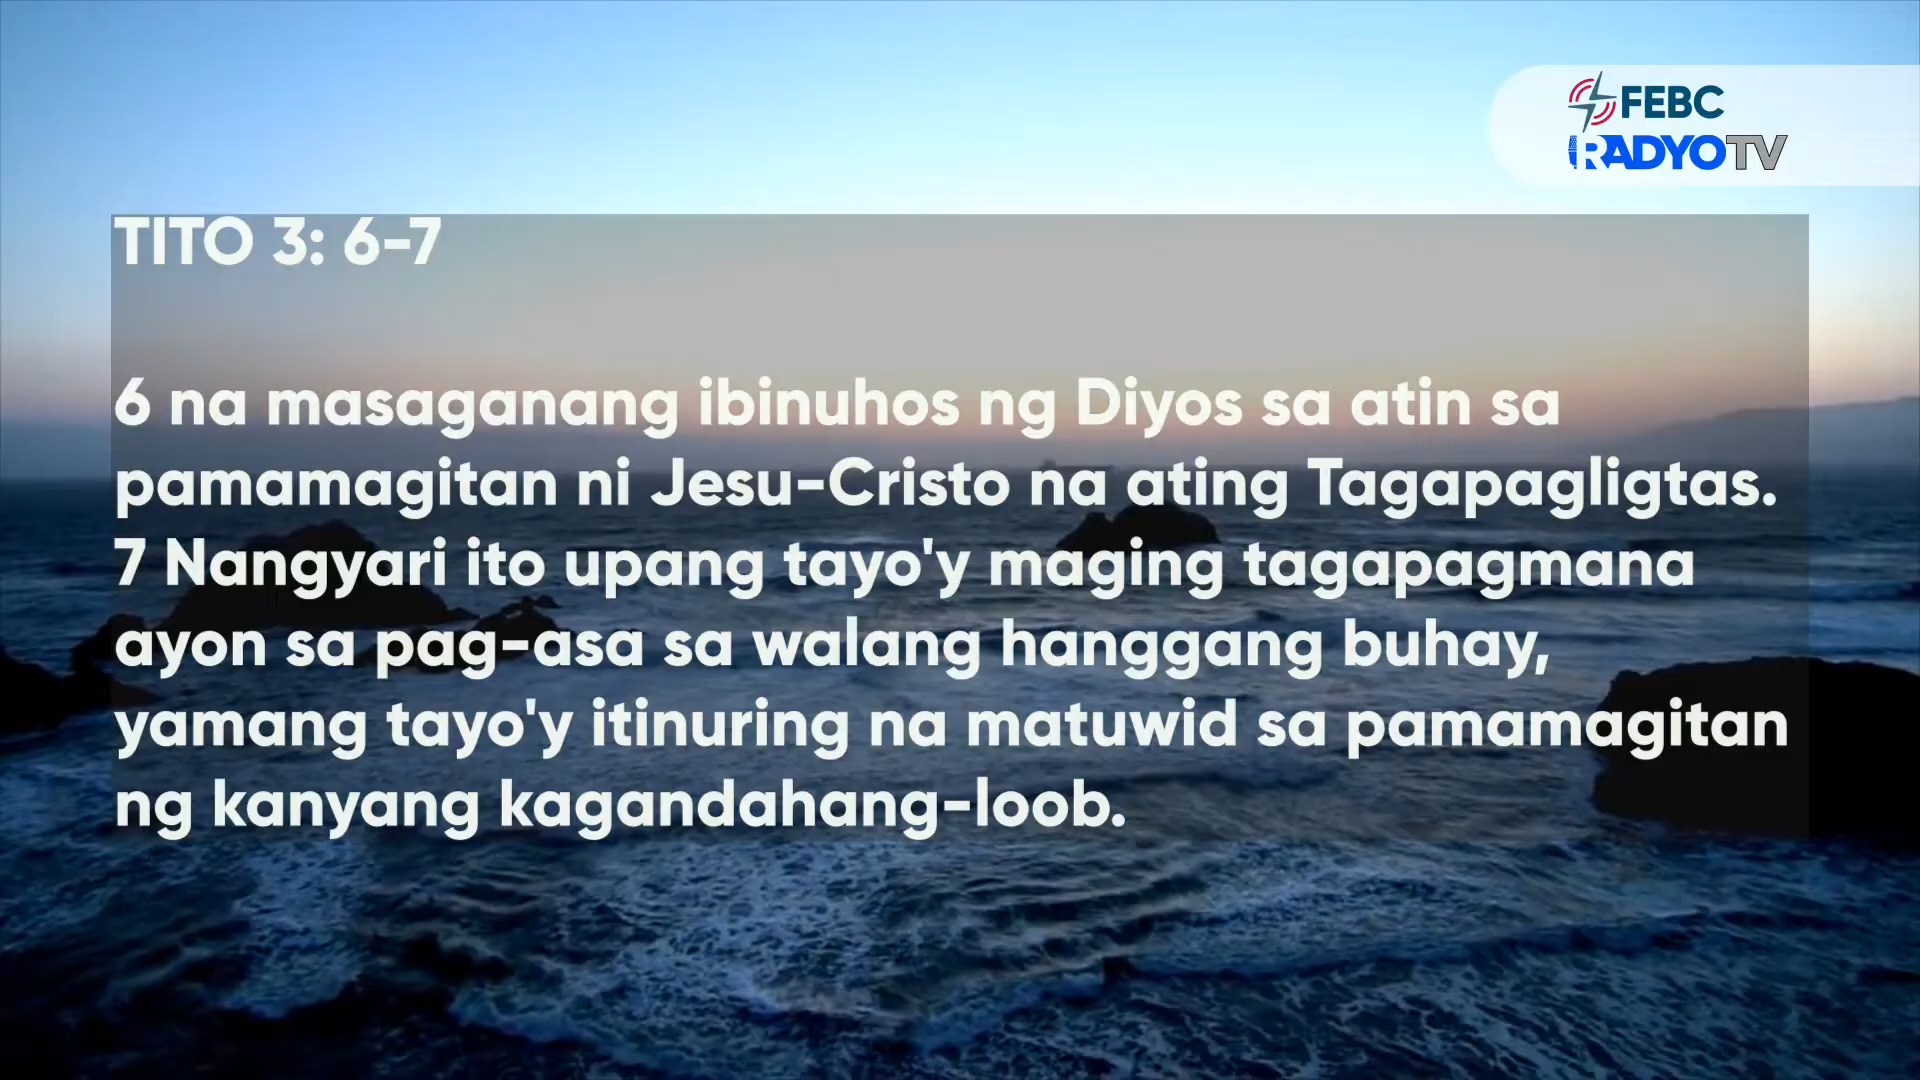 FEBC
RADYOTV
TITO 3: 6-7
6 na masaganang ibinuhos ng Diyos sa atin sa
pamamagitan ni Jesu-Cristo na ating Tagapagligtas.
7 Nangyari ito upang tayo'y maging tagapagmana
ayon sa pag-asa sa walang hanggang buhay,
yamang tayo'y itinuring na matuwid sa pamamagitan
ng kanyang kagandahang-loob.